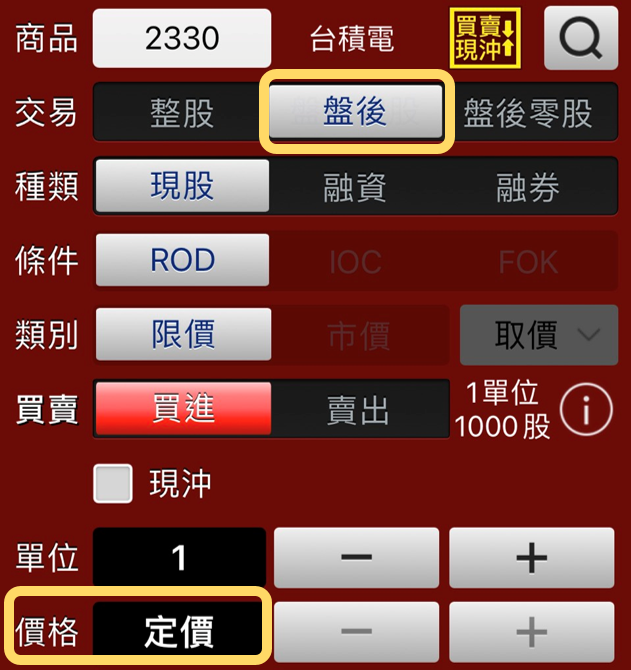 商品 2330 台積電 買賣
現沖
交易 整股 盤後 盤後零股
種類 現股 融資 融券
條件 ROD IOC FOK
類別 限價 市價 取價
買賣 買進 賣出 1單位
1000股
現沖
單位 1 − +
價格 定價 − +